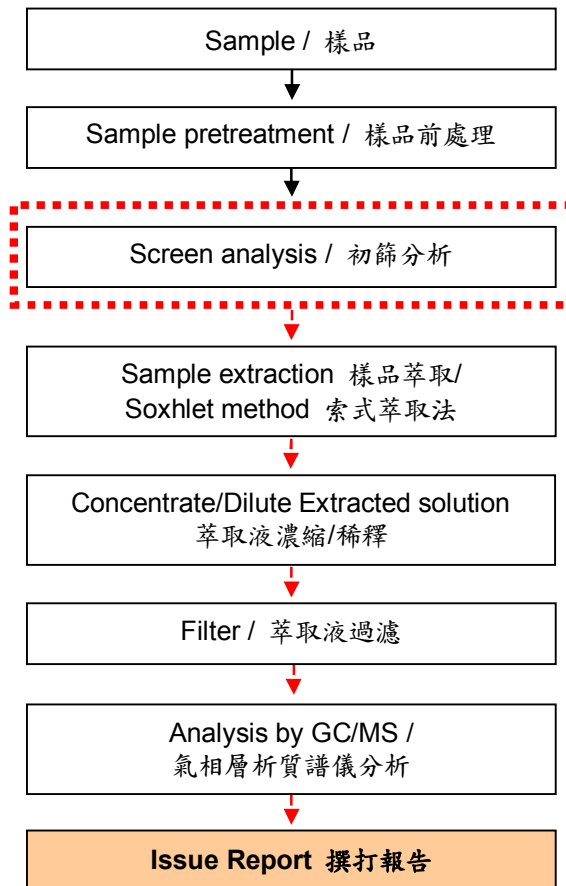 Sample / 樣品
Sample pretreatment / 樣品前處理
Screen analysis / 初篩分析
Sample extraction 樣品萃取/
Soxhlet method 索式萃取法
Concentrate/Dilute Extracted solution
萃取液濃縮/稀釋
Filter / 萃取液過濾
Analysis by GC/MS /
氣相層析質譜儀分析
Issue Report 撰打報告